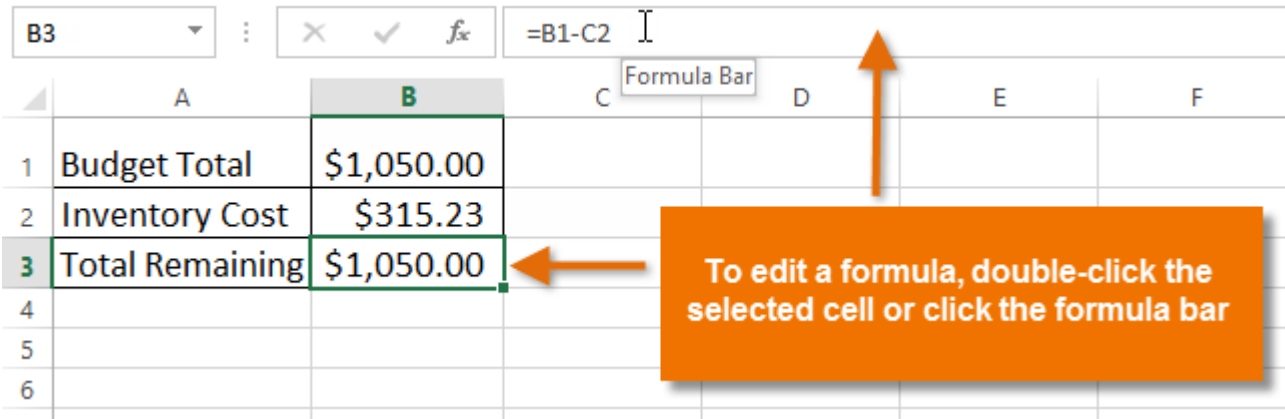 B3 fx =B1-C2
Formula Bar
A B C D E F
1 Budget Total $1,050.00
2 Inventory Cost $315.23
3 Total Remaining $1,050.00
4
5
6
To edit a formula, double-click the
selected cell or click the formula bar